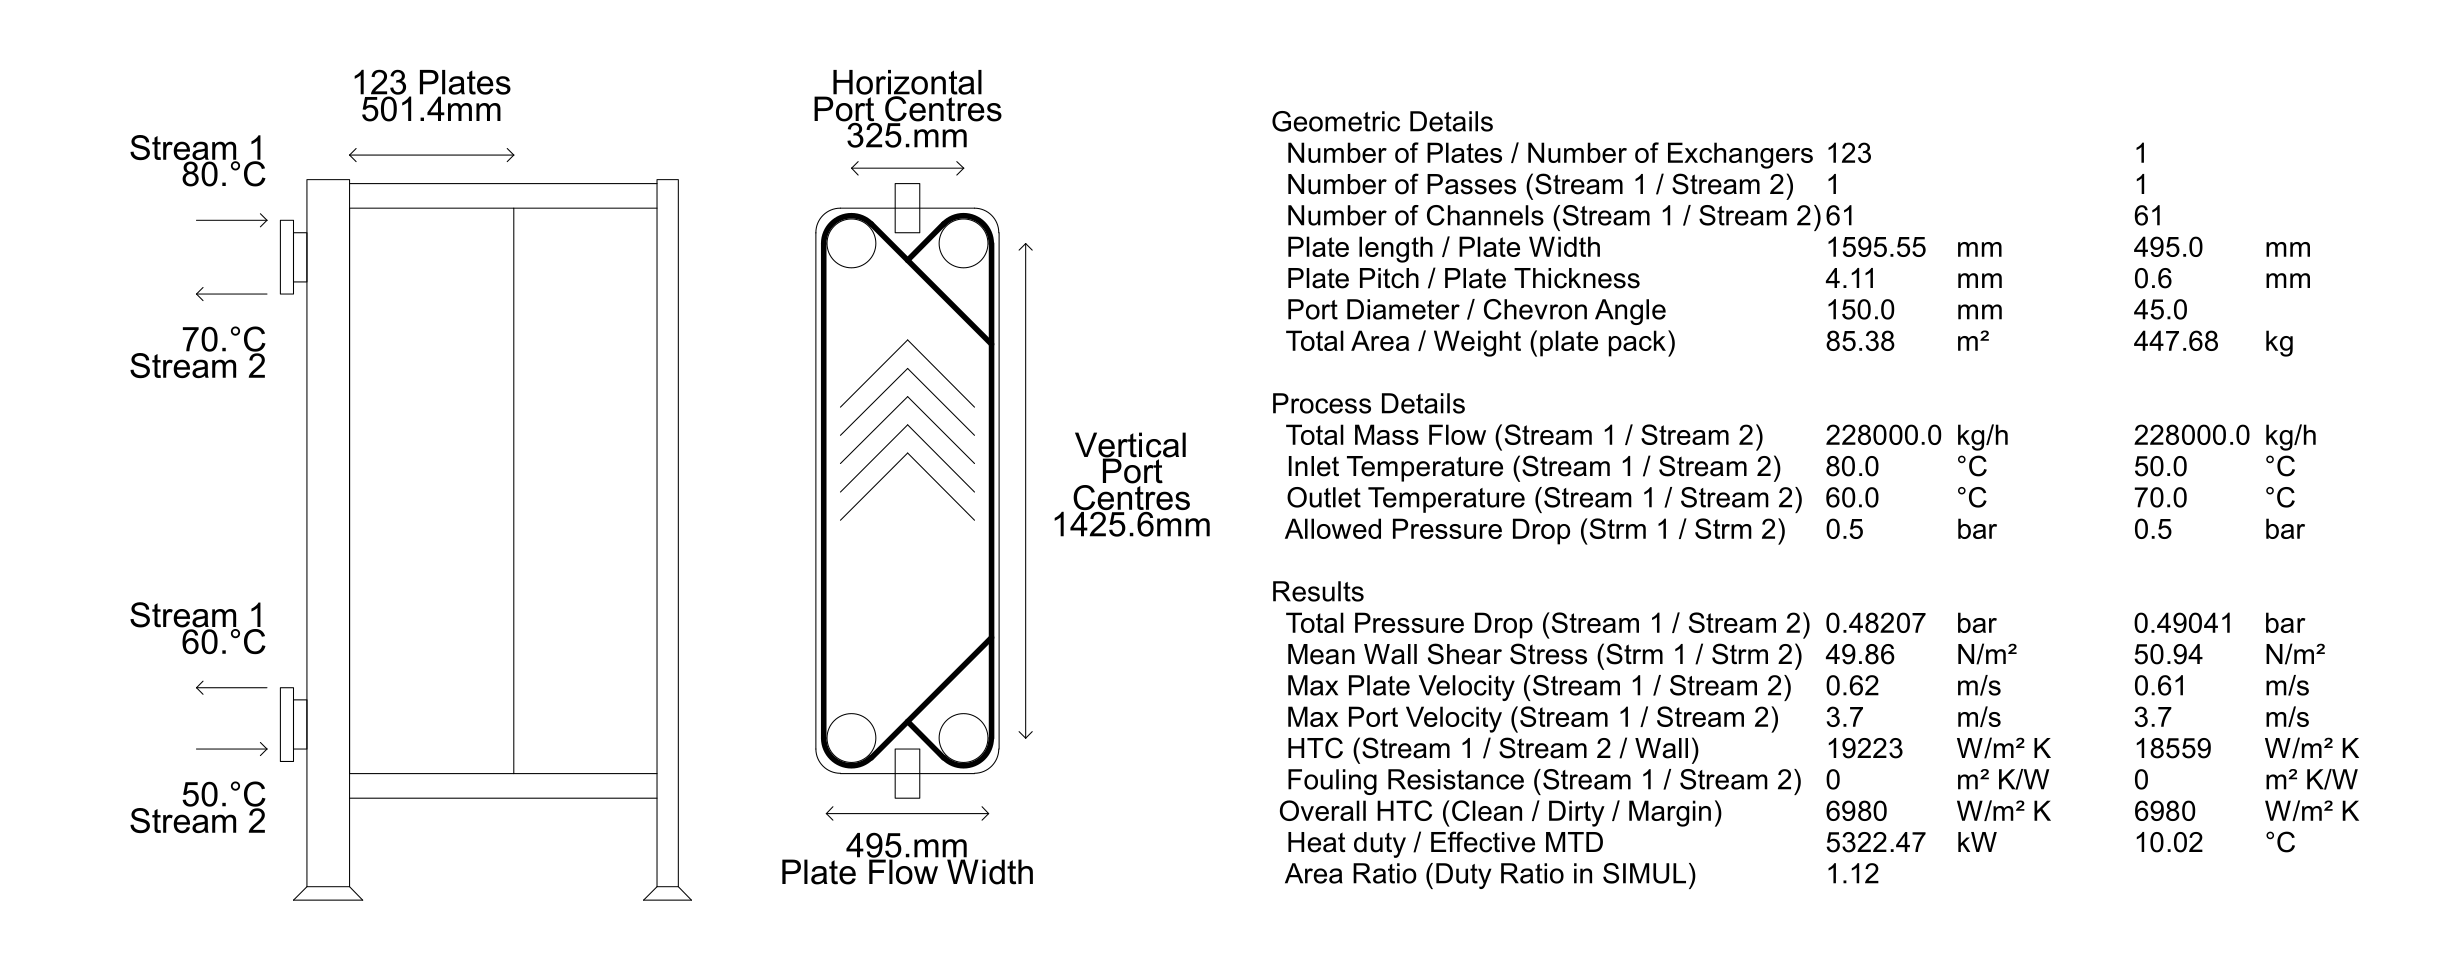 123 Plates
501.4mm
Stream 1
80.°C
70.°C
Stream 2
Stream 1
60.°C
50.°C
Stream 2
Horizontal
Port Centres
325.mm
Vertical
Port
Centres
1425.6mm
495.mm
Plate Flow Width
Geometric Details
Number of Plates / Number of Exchangers 123 1
Number of Passes (Stream 1 / Stream 2) 1 1
Number of Channels (Stream 1 / Stream 2) 61 61
Plate length / Plate Width 1595.55 mm 495.0 mm
Plate Pitch / Plate Thickness 4.11 mm 0.6 mm
Port Diameter / Chevron Angle 150.0 mm 45.0
Total Area / Weight (plate pack) 85.38 m² 447.68 kg
Process Details
Total Mass Flow (Stream 1 / Stream 2) 228000.0 kg/h 228000.0 kg/h
Inlet Temperature (Stream 1 / Stream 2) 80.0 °C 50.0 °C
Outlet Temperature (Stream 1 / Stream 2) 60.0 °C 70.0 °C
Allowed Pressure Drop (Strm 1 / Strm 2) 0.5 bar 0.5 bar
Results
Total Pressure Drop (Stream 1 / Stream 2) 0.48207 bar 0.49041 bar
Mean Wall Shear Stress (Strm 1 / Strm 2) 49.86 N/m² 50.94 N/m²
Max Plate Velocity (Stream 1 / Stream 2) 0.62 m/s 0.61 m/s
Max Port Velocity (Stream 1 / Stream 2) 3.7 m/s 3.7 m/s
HTC (Stream 1 / Stream 2 / Wall) 19223 W/m² K 18559 W/m² K
Fouling Resistance (Stream 1 / Stream 2) 0 m² K/W 0 m² K/W
Overall HTC (Clean / Dirty / Margin) 6980 W/m² K 6980 W/m² K
Heat duty / Effective MTD 5322.47 kW 10.02 °C
Area Ratio (Duty Ratio in SIMUL) 1.12